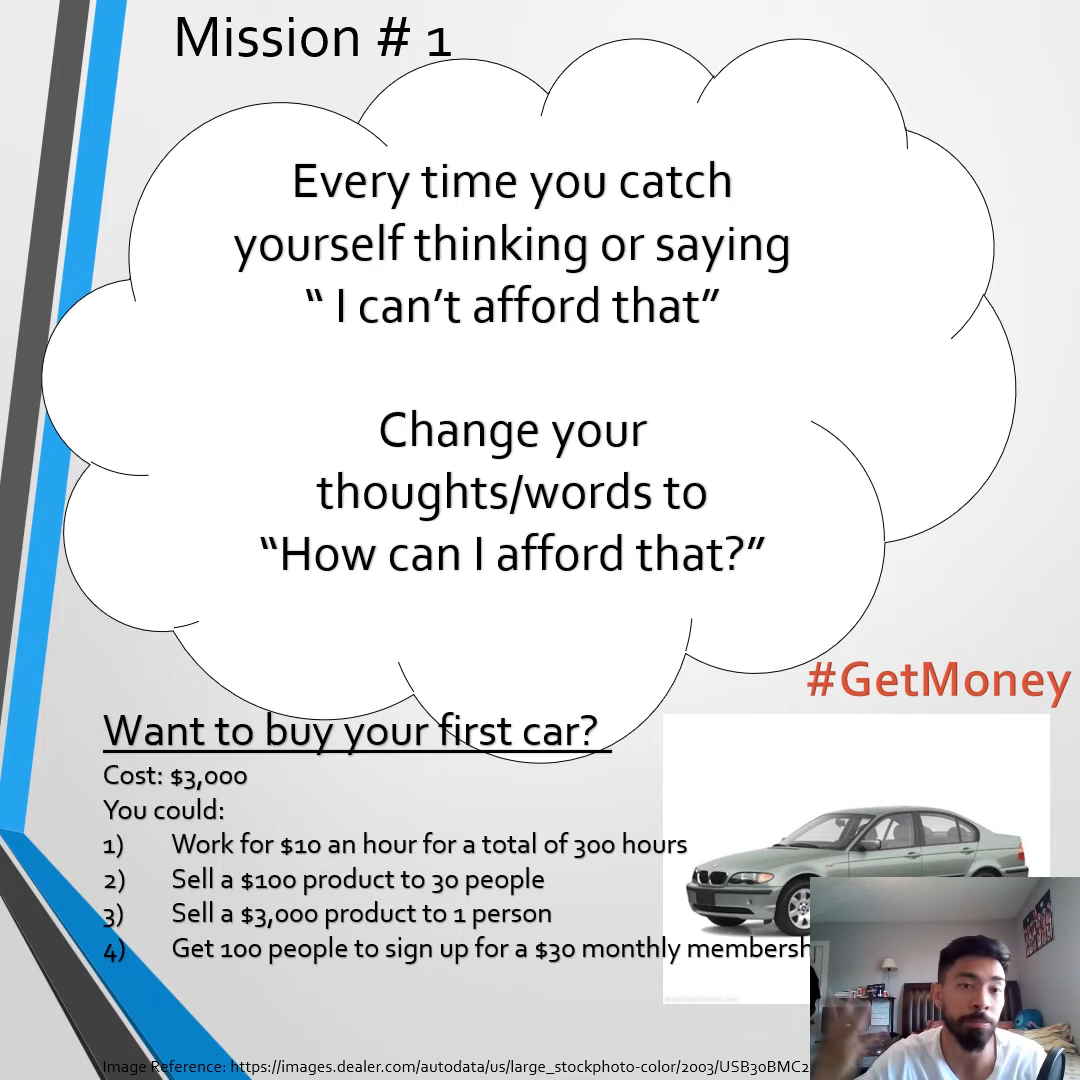 Mission # 1
Every time you catch
yourself thinking or saying
“ I can’t afford that”
Change your
thoughts/words to
“How can I afford that?”
#GetMoney
Want to buy your first car?
Cost: $3,000
You could:
1) Work for $10 an hour for a total of 300 hours
2) Sell a $100 product to 30 people
3) Sell a $3,000 product to 1 person
4) Get 100 people to sign up for a $30 monthly membersh
Image Reference: https://images.dealer.com/autodata/us/large_stockphoto-color/2003/USB30BMC2